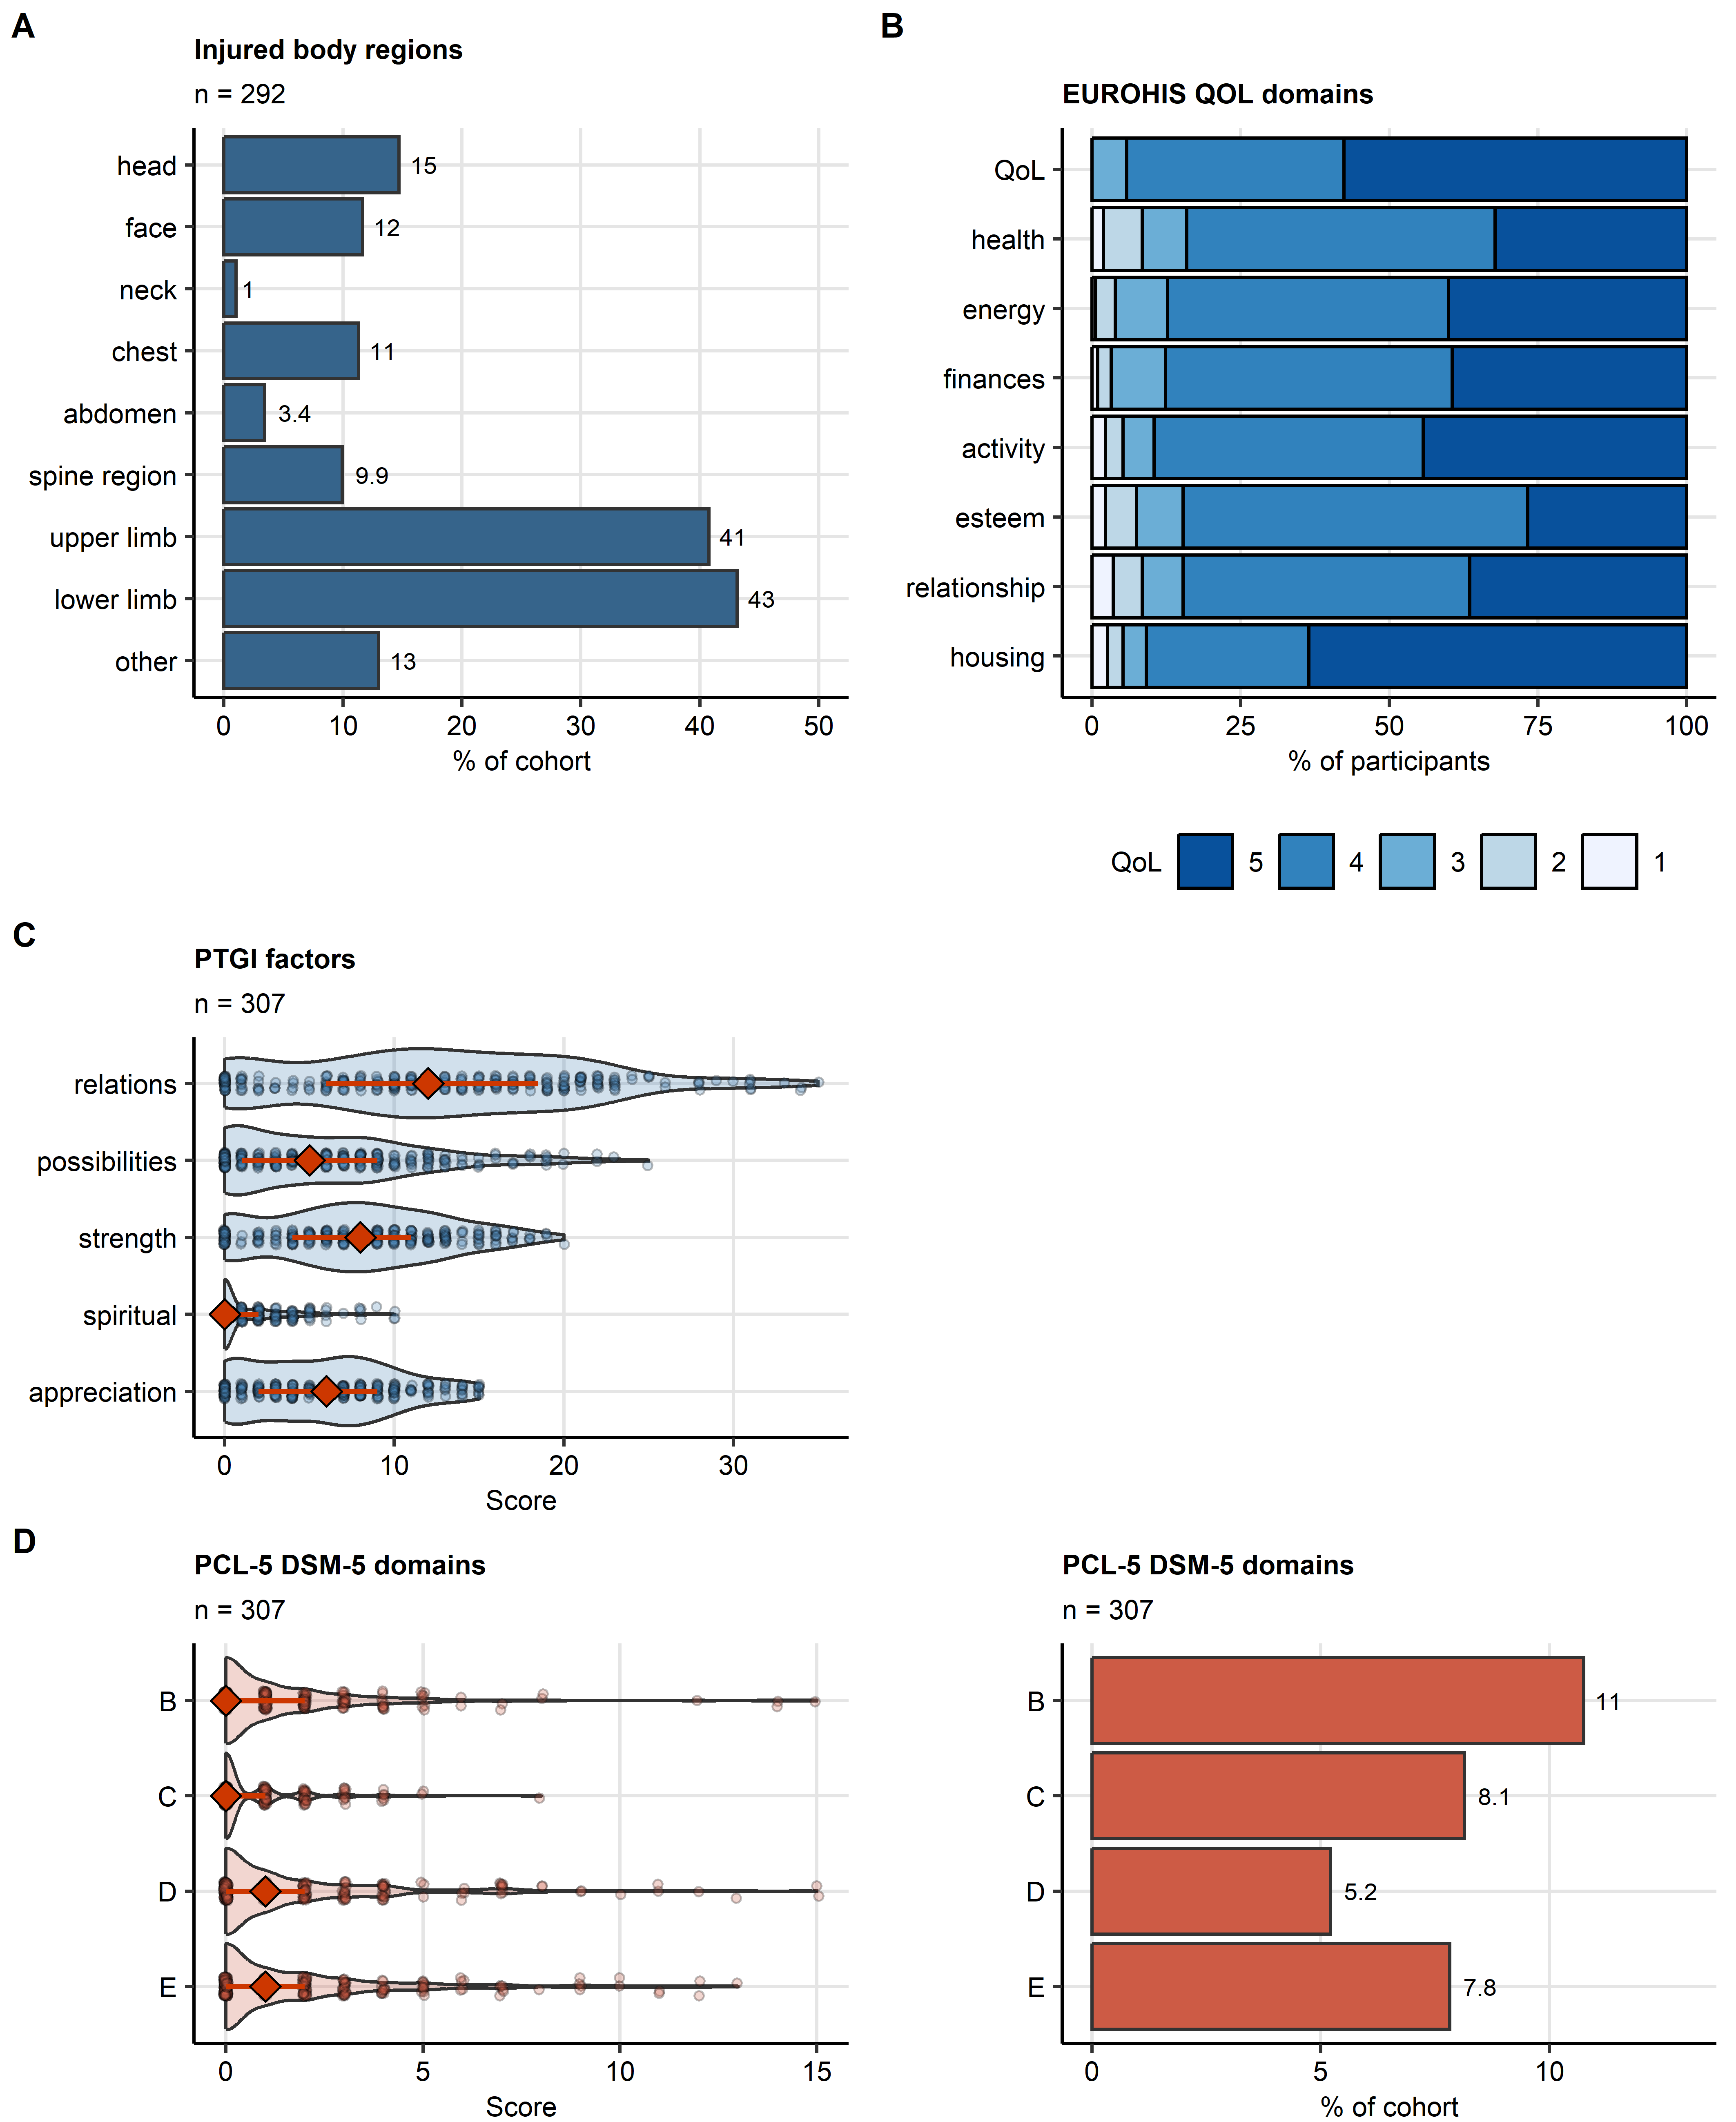 A
Injured body regions
n = 292
head
15
face
12
neck
1
chest
11
abdomen
3.4
spine region
9.9
upper limb
41
lower limb
43
other
13
0 10 20 30 40 50
% of cohort
B
EUROHIS QOL domains
QoL
health
energy
finances
activity
esteem
relationship
housing
0 25 50 75 100
% of participants
QoL 5 4 3 2 1
C
PTGI factors
n = 307
relations
possibilities
strength
spiritual
appreciation
0 10 20 30
Score
D
PCL-5 DSM-5 domains
n = 307
B
C
D
E
0 5 10 15
Score
PCL-5 DSM-5 domains
n = 307
B
11
C
8.1
D
5.2
E
7.8
0 5 10
% of cohort